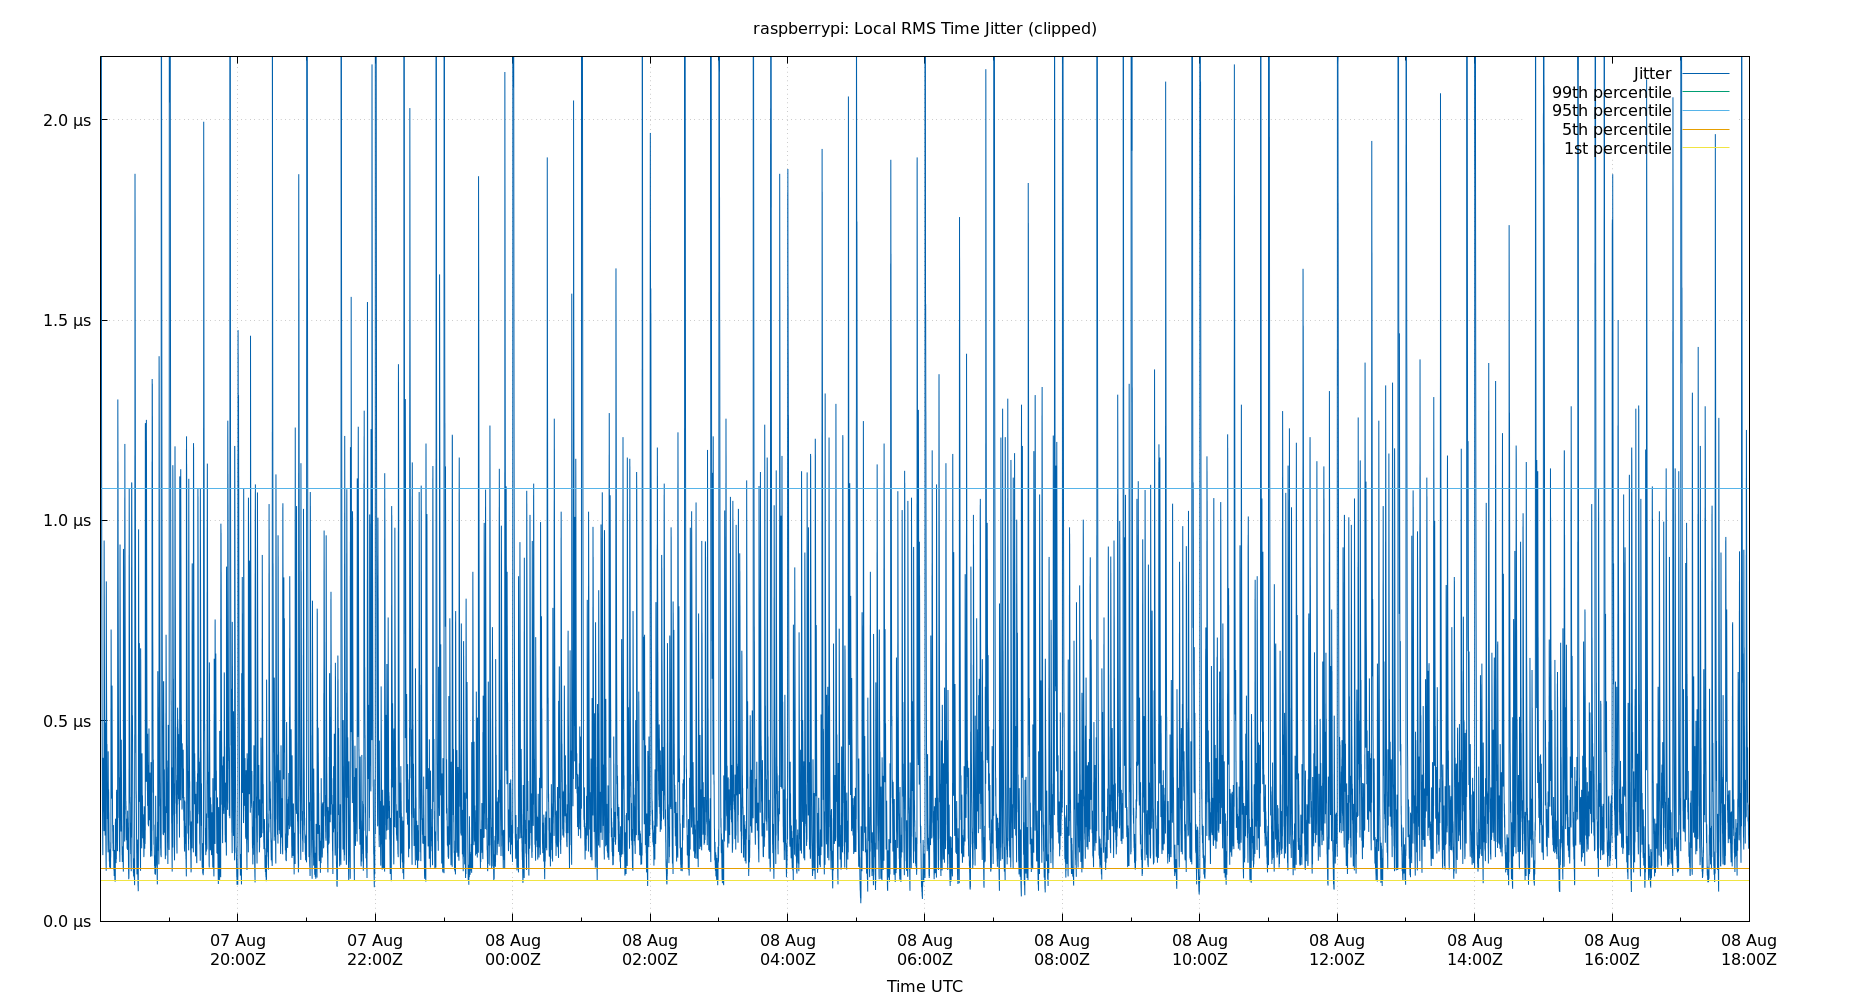 raspberrypi: Local RMS Time Jitter (clipped)
Jitter
99th percentile
95th percentile
5th percentile
1st percentile
2.0 µs
1.5 µs
1.0 µs
0.5 µs
0.0 µs
07 Aug 07 Aug 08 Aug 08 Aug 08 Aug 08 Aug 08 Aug 08 Aug 08 Aug 08 Aug 08 Aug 08 Aug
20:00Z 22:00Z 00:00Z 02:00Z 04:00Z 06:00Z 08:00Z 10:00Z 12:00Z 14:00Z 16:00Z 18:00Z
Time UTC